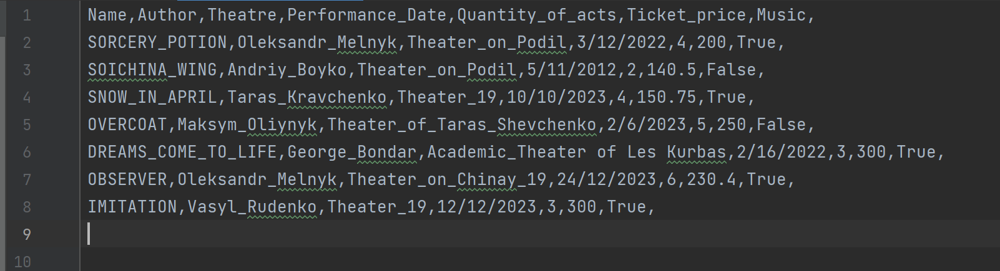 1 Name,Author,Theatre,Performance_Date,Quantity_of_acts,Ticket_price,Music,
2 SORCERY_POTION,Oleksandr_Melnyk,Theater_on_Podil,3/12/2022,4,200,True,
3 SOICHINA_WING,Andriy_Boyko,Theater_on_Podil,5/11/2012,2,140.5,False,
4 SNOW_IN_APRIL,Taras_Kravchenko,Theater_19,10/10/2023,4,150.75,True,
5 OVERCOAT,Maksym_Oliynyk,Theater_of_Taras_Shevchenko,2/6/2023,5,250,False,
6 DREAMS_COME_TO_LIFE,George_Bondar,Academic_Theater of Les Kurbas,2/16/2022,3,300,True,
7 OBSERVER,Oleksandr_Melnyk,Theater_on_Chinay_19,24/12/2023,6,230.4,True,
8 IMITATION,Vasyl_Rudenko,Theater_19,12/12/2023,3,300,True,
9
10